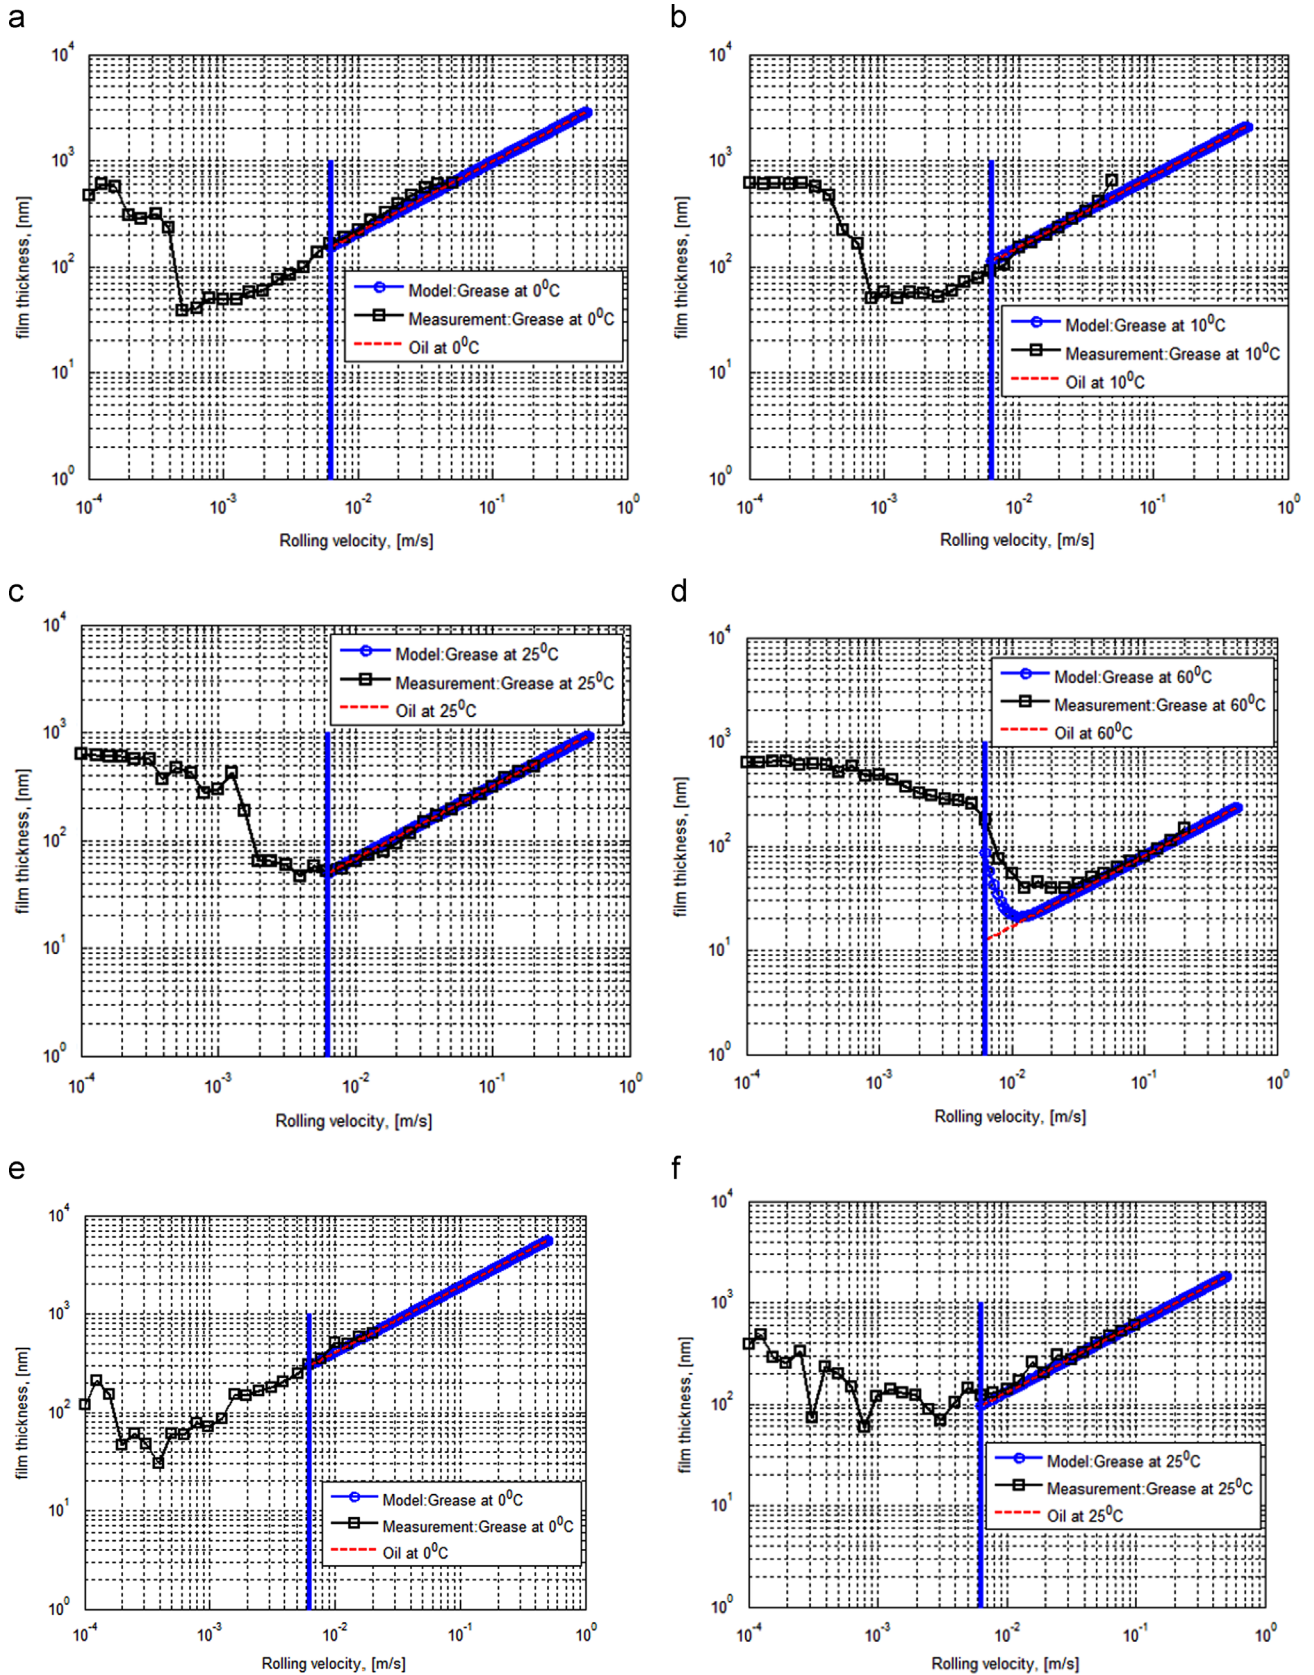 a
10^4
10^3
10^2
10^1
10^0
film thickness, [nm]
Model:Grease at 0^0C
Measurement:Grease at 0^0C
Oil at 0^0C
10^-4
10^-3
10^-2
10^-1
10^0
Rolling velocity, [m/s]
b
10^4
10^3
10^2
10^1
10^0
film thickness, [nm]
Model:Grease at 10^0C
Measurement:Grease at 10^0C
Oil at 10^0C
10^-4
10^-3
10^-2
10^-1
10^0
Rolling velocity, [m/s]
c
10^4
10^3
10^2
10^1
10^0
film thickness, [nm]
Model:Grease at 25^0C
Measurement:Grease at 25^0C
Oil at 25^0C
10^-4
10^-3
10^-2
10^-1
10^0
Rolling velocity, [m/s]
d
10^4
10^3
10^2
10^1
10^0
film thickness, [nm]
Model:Grease at 60^0C
Measurement:Grease at 60^0C
Oil at 60^0C
10^-4
10^-3
10^-2
10^-1
10^0
Rolling velocity, [m/s]
e
10^4
10^3
10^2
10^1
10^0
film thickness, [nm]
Model:Grease at 0^0C
Measurement:Grease at 0^0C
Oil at 0^0C
10^-4
10^-3
10^-2
10^-1
10^0
Rolling velocity, [m/s]
f
10^4
10^3
10^2
10^1
10^0
film thickness, [nm]
Model:Grease at 25^0C
Measurement:Grease at 25^0C
Oil at 25^0C
10^-4
10^-3
10^-2
10^-1
10^0
Rolling velocity, [m/s]